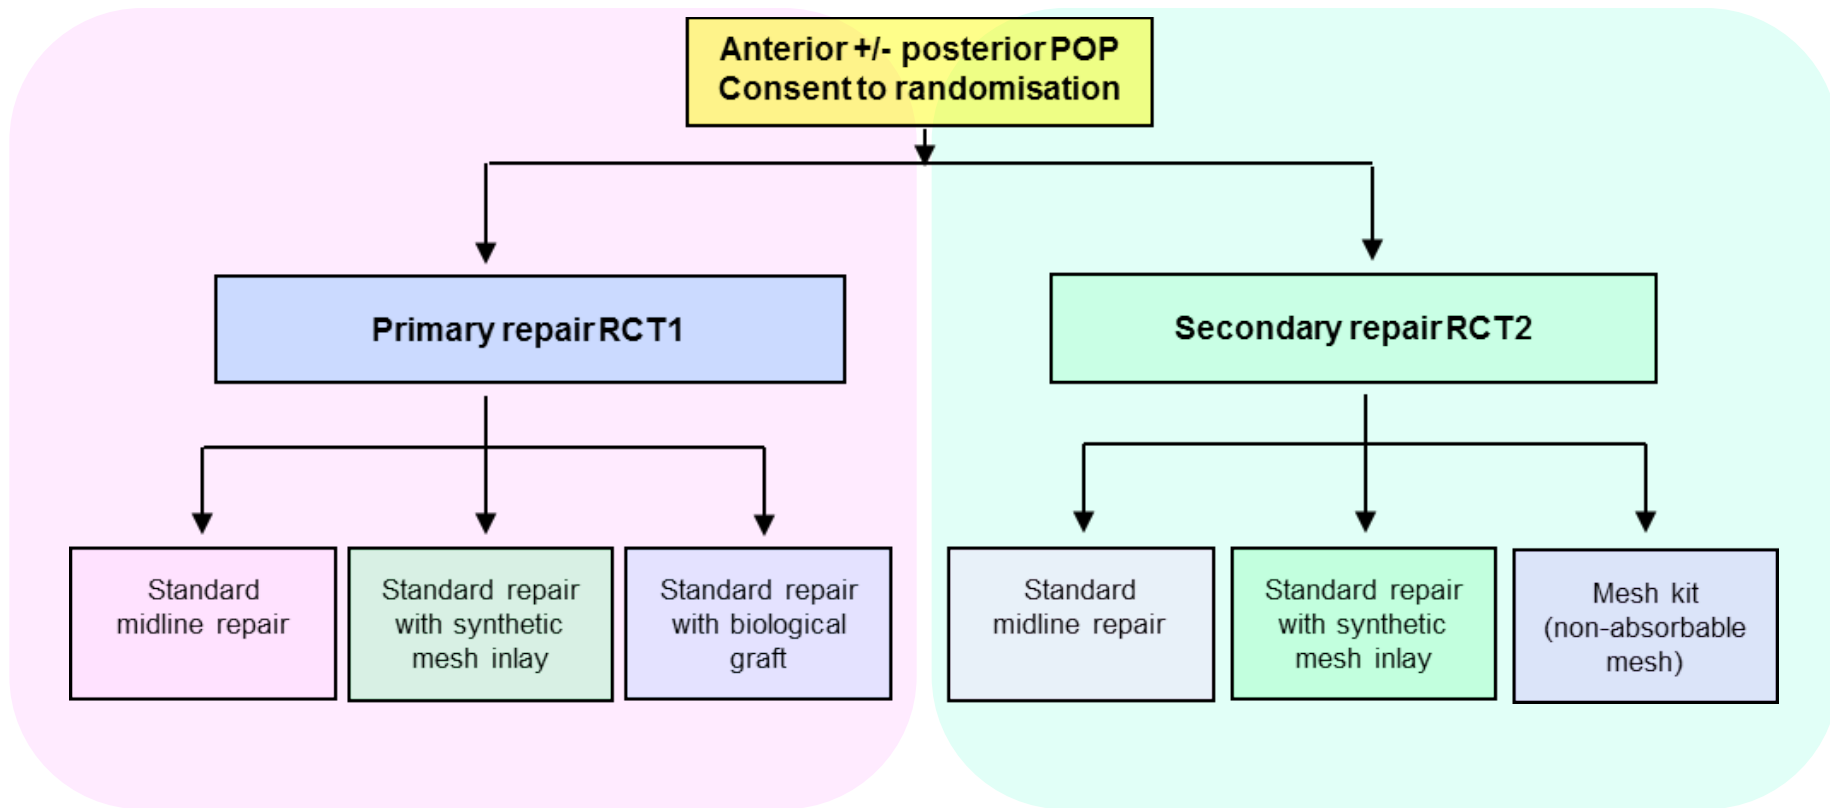 Anterior +/- posterior POP
Consent to randomisation
Primary repair RCT1
Secondary repair RCT2
Standard
midline repair
Standard repair
with synthetic
mesh inlay
Standard repair
with biological
graft
Standard
midline repair
Standard repair
with synthetic
mesh inlay
Mesh kit
(non-absorbable
mesh)